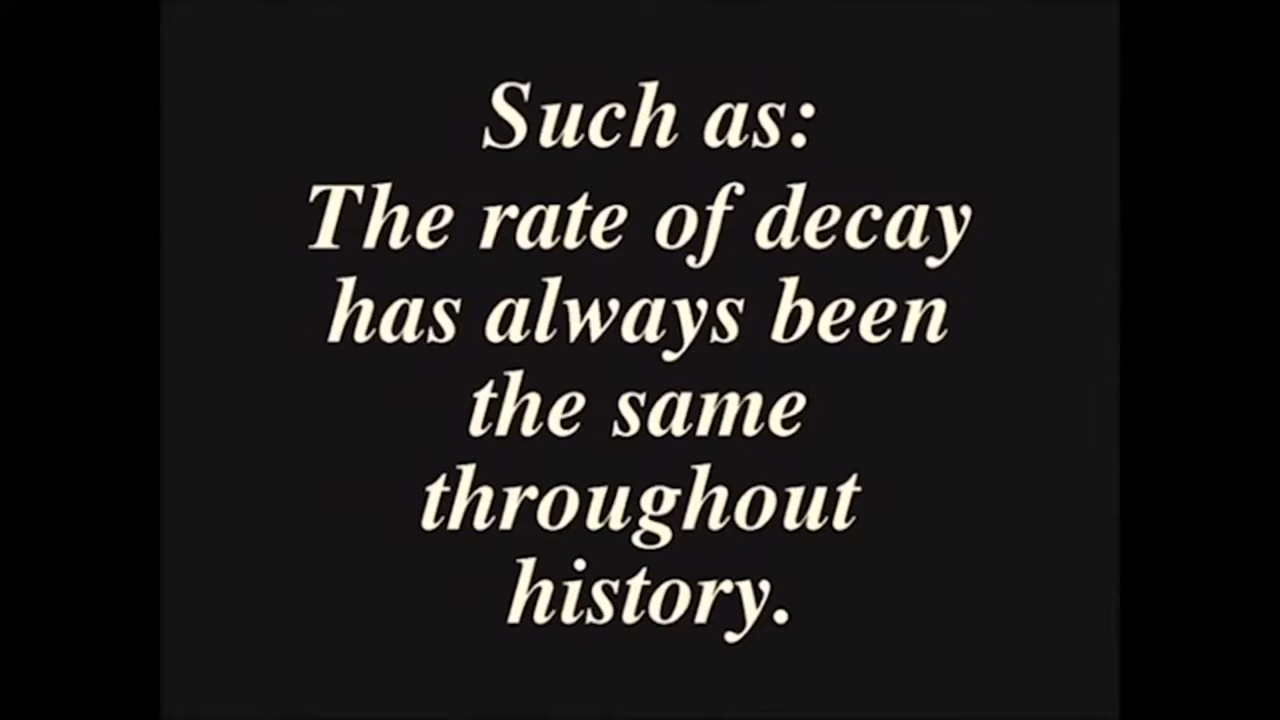 Such as:
The rate of decay
has always been
the same
throughout
history.